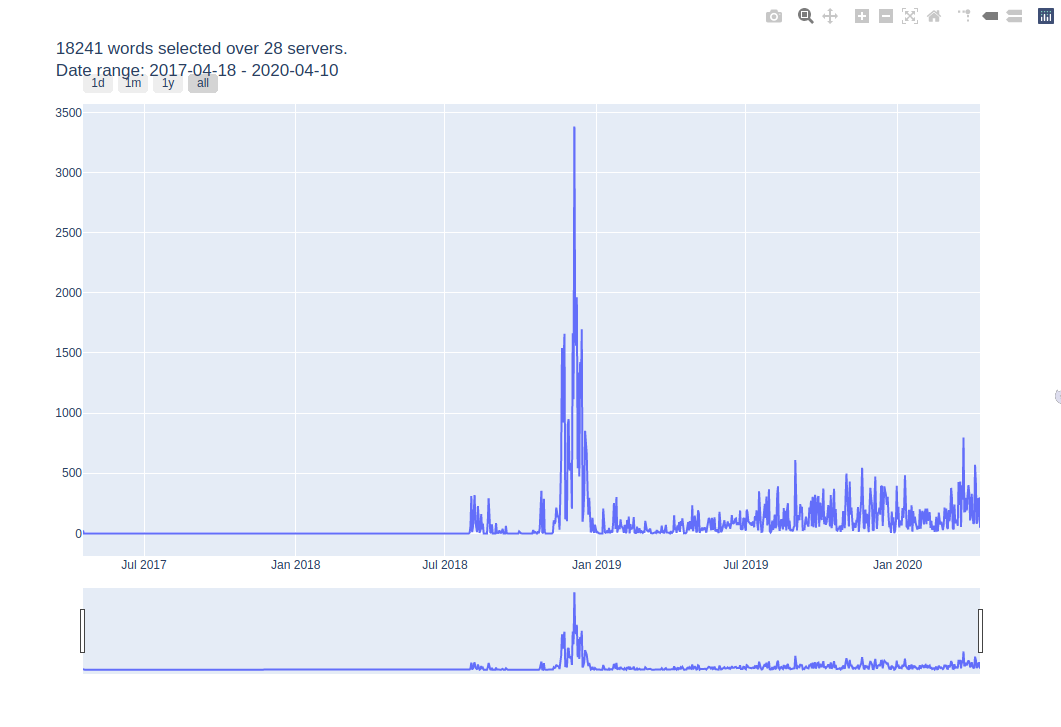 18241 words selected over 28 servers.
Date range: 2017-04-18 - 2020-04-10
1d 1m 1y all
3500
3000
2500
2000
1500
1000
500
0
Jul 2017 Jan 2018 Jul 2018 Jan 2019 Jul 2019 Jan 2020